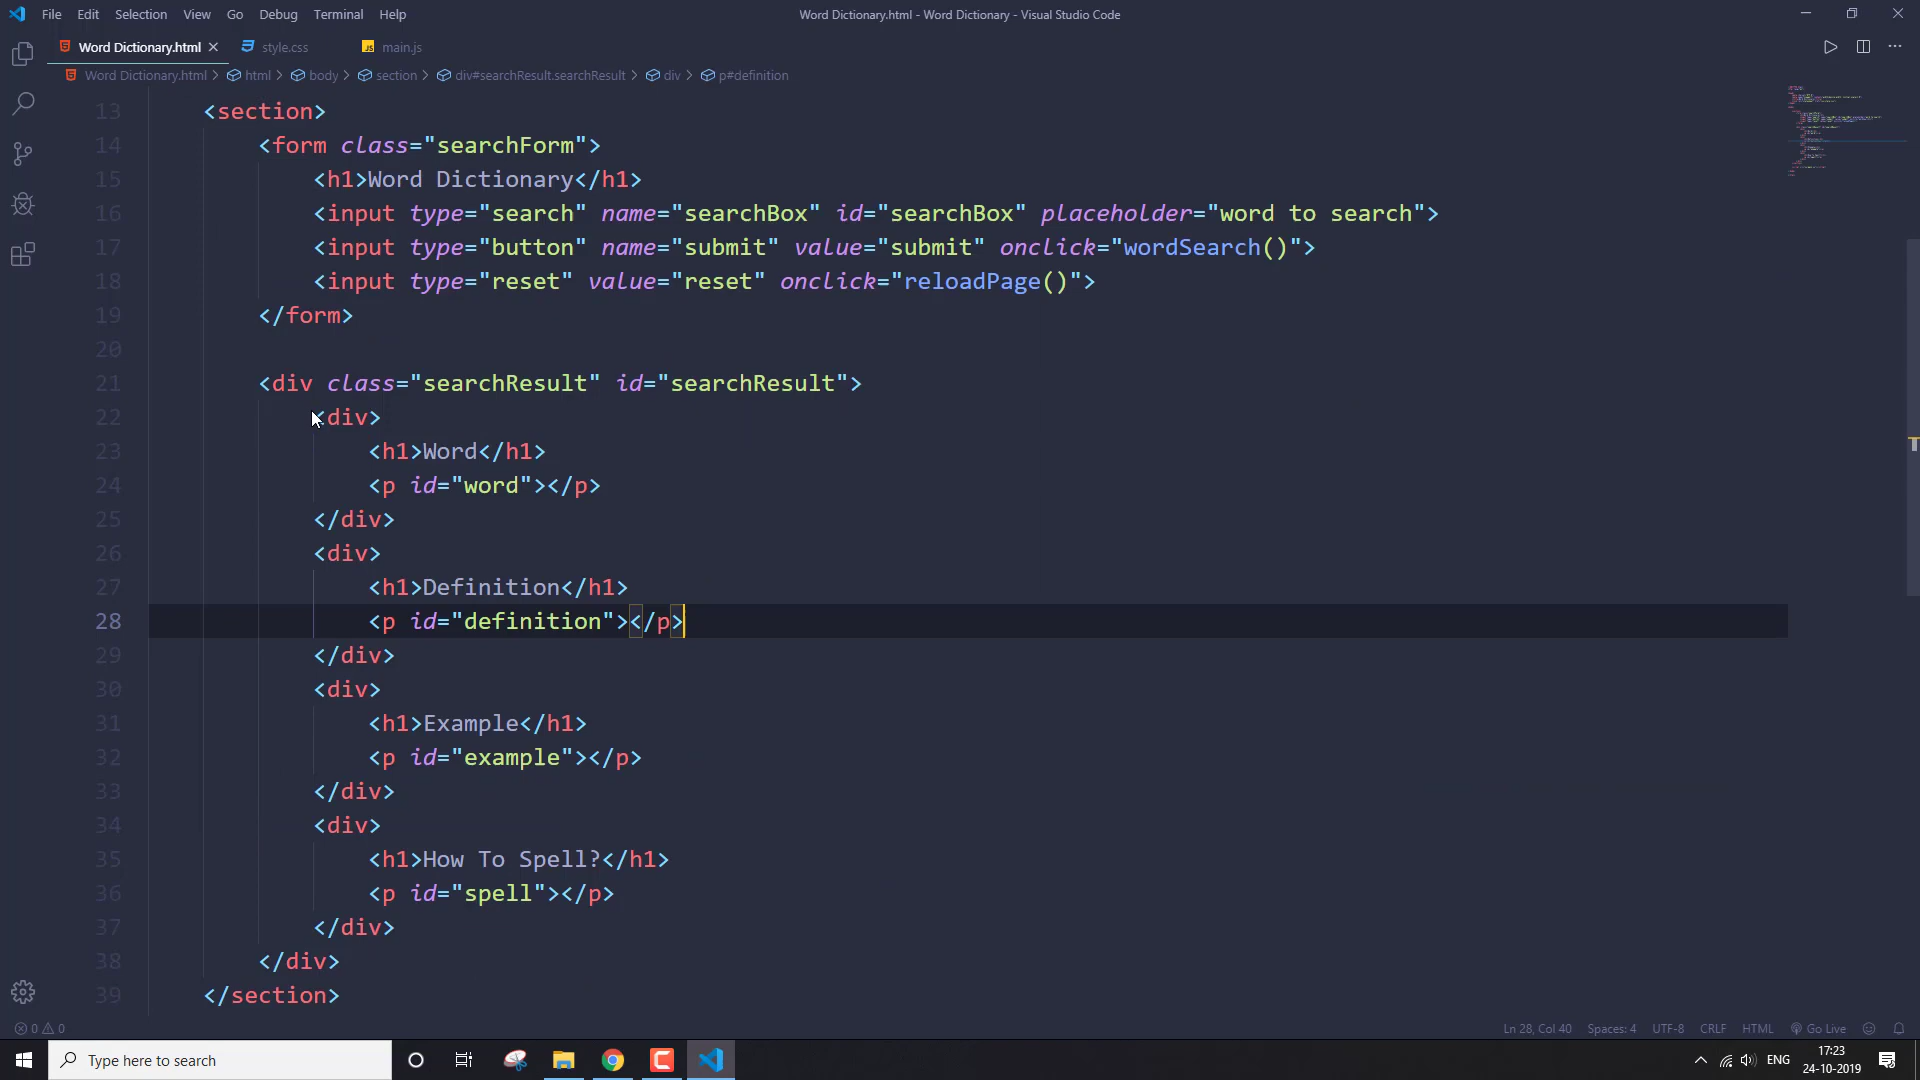 File Edit Selection View Go Debug Terminal Help Word Dictionary.html - Word Dictionary - Visual Studio Code
Word Dictionary.html style.css JS main.js
Word Dictionary.html > html > body > section > div#searchResult.searchResult > div > p#definition
13 <section>
14 <form class="searchForm">
15 <h1>Word Dictionary</h1>
16 <input type="search" name="searchBox" id="searchBox" placeholder="word to search">
17 <input type="button" name="submit" value="submit" onclick="wordSearch()">
18 <input type="reset" value="reset" onclick="reloadPage()">
19 </form>
20
21 <div class="searchResult" id="searchResult">
22 <div>
23 <h1>Word</h1>
24 <p id="word"></p>
25 </div>
26 <div>
27 <h1>Definition</h1>
28 <p id="definition"></p>
29 </div>
30 <div>
31 <h1>Example</h1>
32 <p id="example"></p>
33 </div>
34 <div>
35 <h1>How To Spell?</h1>
36 <p id="spell"></p>
37 </div>
38 </div>
39 </section>
0 0 Ln 28, Col 40 Spaces: 4 UTF-8 CRLF HTML Go Live
Type here to search ENG 17:23
24-10-2019